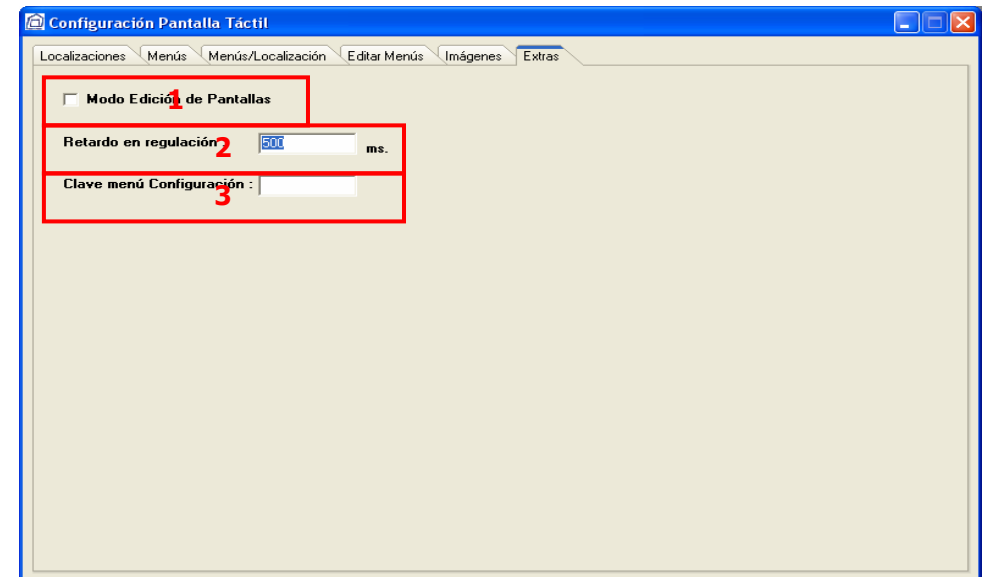 Configuración Pantalla Táctil
Localizaciones Menús Menús/Localización Editar Menús Imágenes Extras
Modo Edición de Pantallas
1
Retardo en regulación : 500 ms.
2
Clave menú Configuración :
3